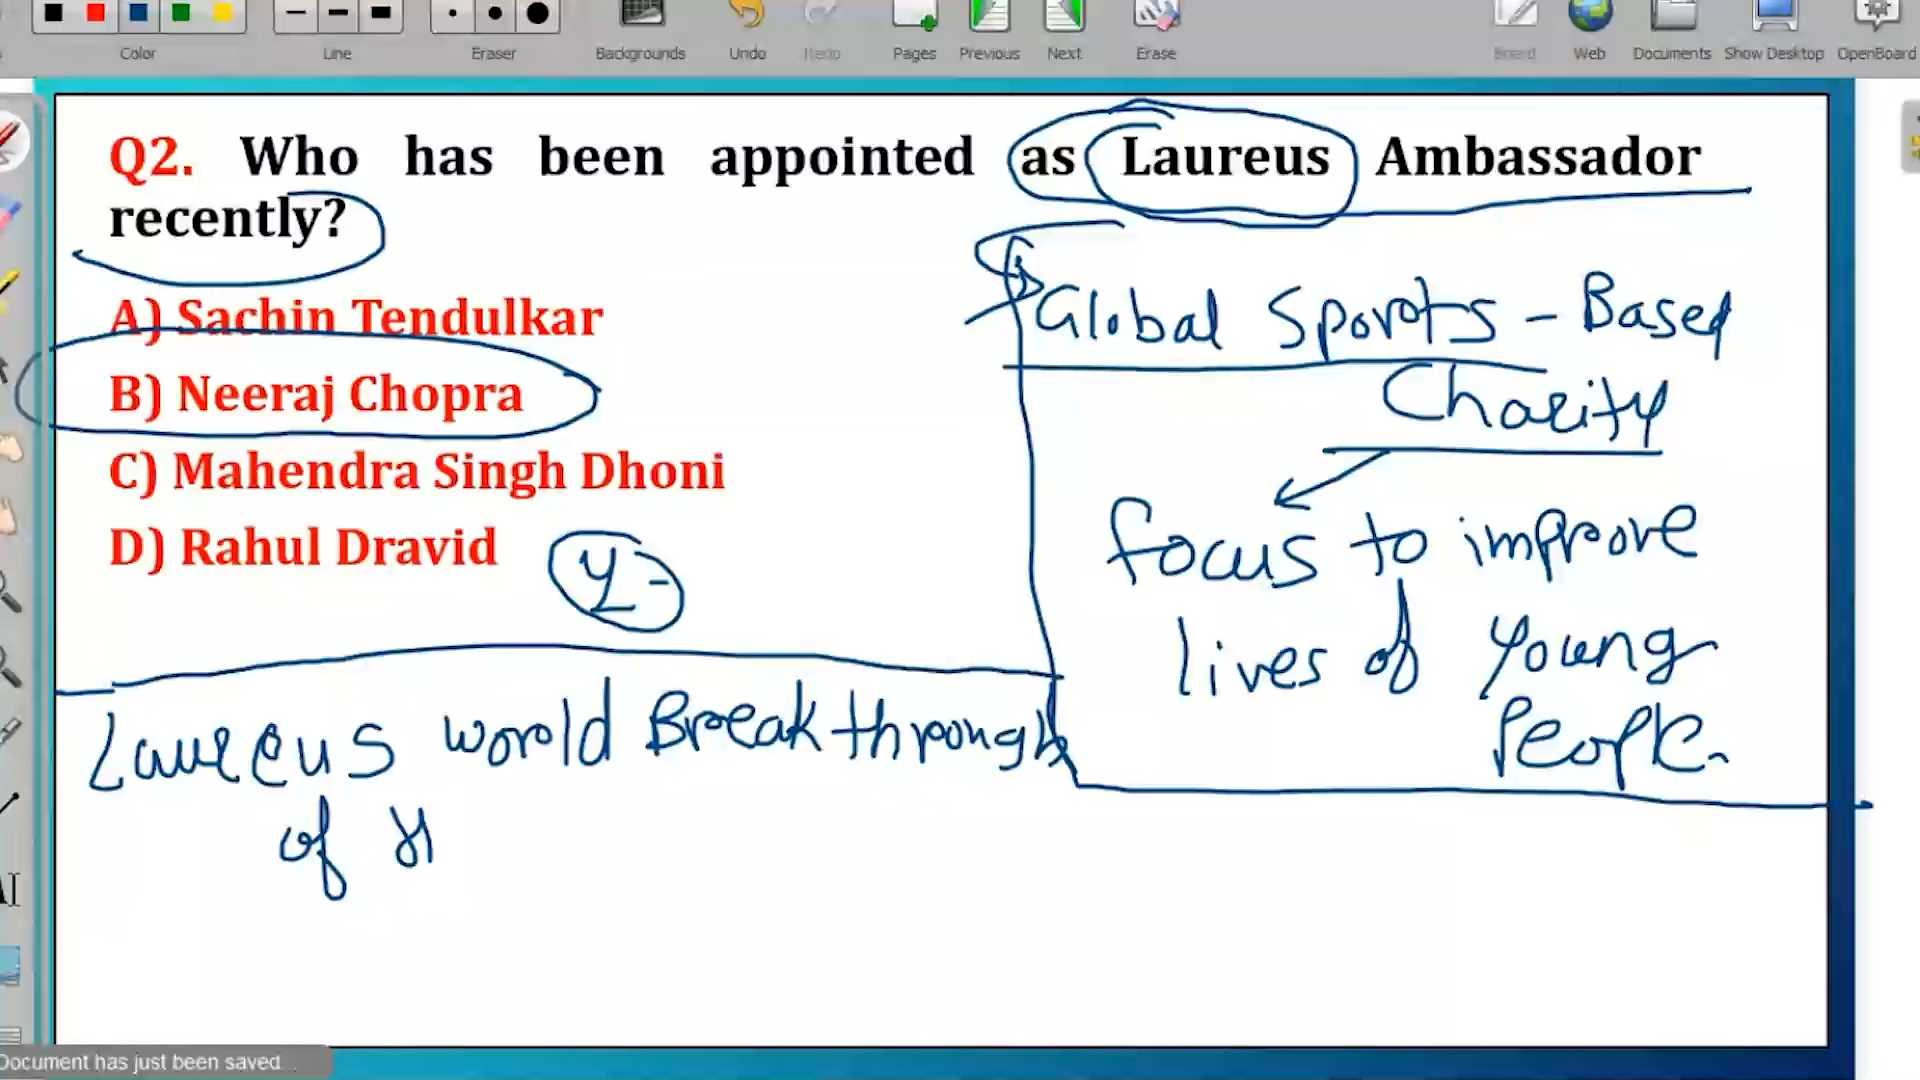 Color
Line
Eraser
Backgrounds
Undo
Redo
Pages
Previous
Next
Erase
Board
Web
Documents
Show Desktop
OpenBoard
Q2. Who has been appointed as Laureus Ambassador
recently?
A) Sachin Tendulkar
B) Neeraj Chopra
C) Mahendra Singh Dhoni
D) Rahul Dravid
Global Sports - Based
Charity
focus to improve
lives of young
People.
Laureus world Breakthrough
of
Document has just been saved...